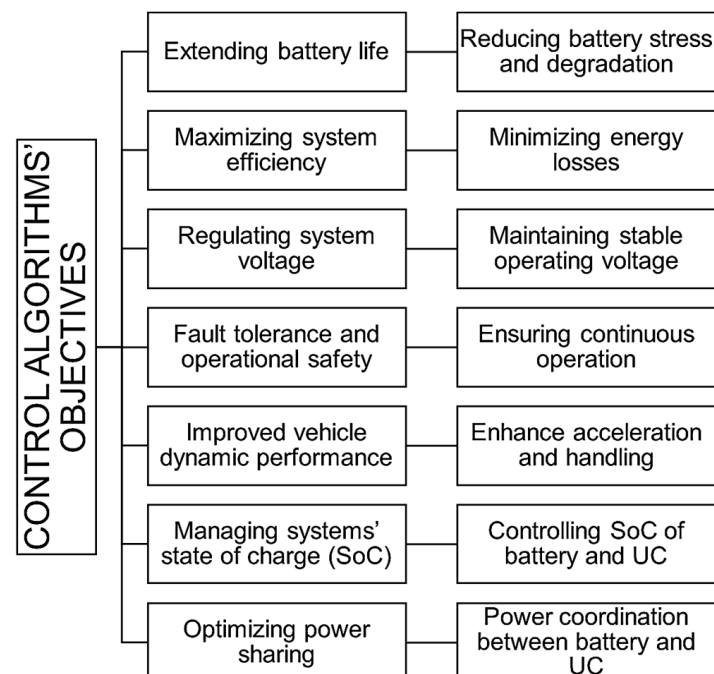 CONTROL ALGORITHMS'
OBJECTIVES
Extending battery life
Reducing battery stress
and degradation
Maximizing system
efficiency
Minimizing energy
losses
Regulating system
voltage
Maintaining stable
operating voltage
Fault tolerance and
operational safety
Ensuring continuous
operation
Improved vehicle
dynamic performance
Enhance acceleration
and handling
Managing systems'
state of charge (SoC)
Controlling SoC of
battery and UC
Optimizing power
sharing
Power coordination
between battery and
UC